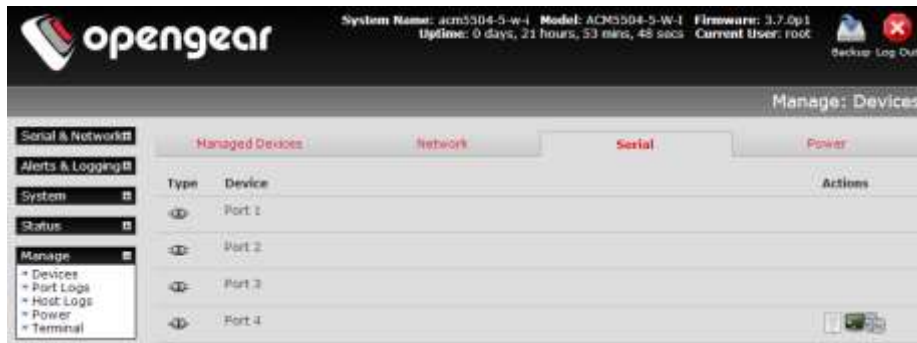 opengear
System Name: acm5504-5-w-i Model: ACM5504-5-W-I Firmware: 3.7.0p1
Uptime: 0 days, 21 hours, 53 mins, 48 secs Current User: root
Backup Log Out
Manage: Devices
Serial & Network
Alerts & Logging
System
Status
Manage
Devices
Port Logs
Host Logs
Power
Terminal
Managed Devices Network Serial Power
Type Device Actions
Port 1
Port 2
Port 3
Port 4